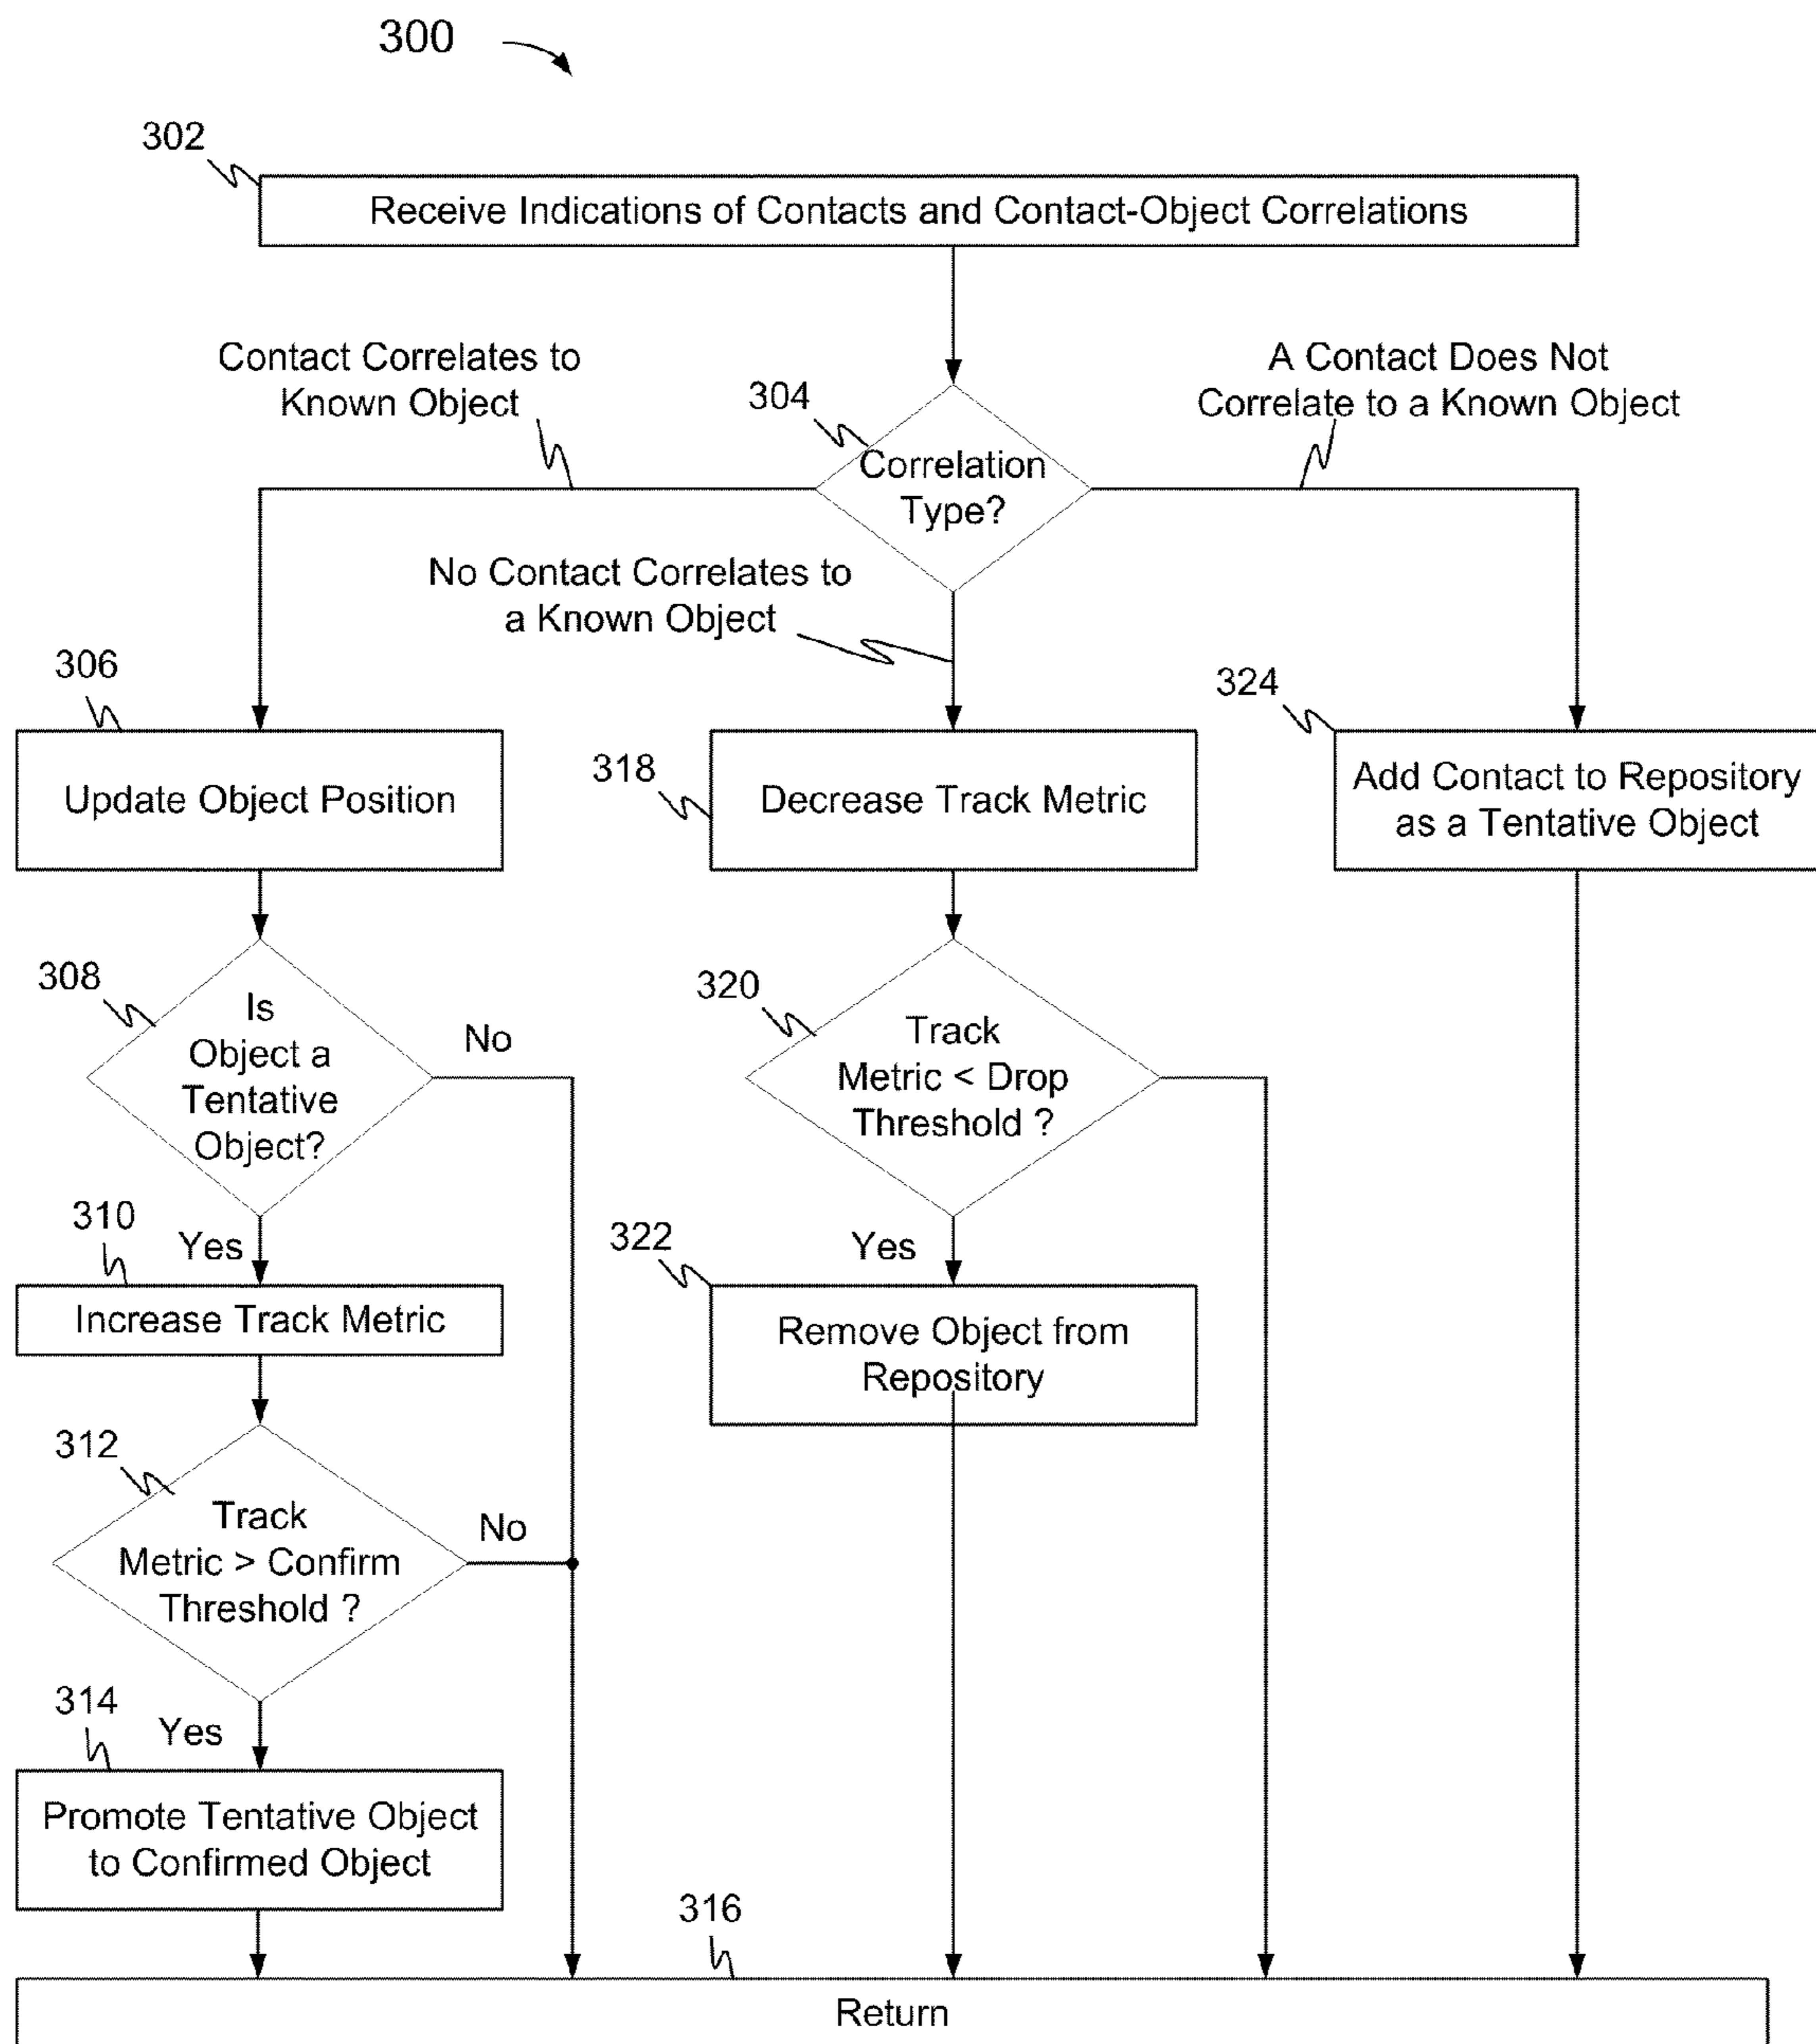 300
302
Receive Indications of Contacts and Contact-Object Correlations
Contact Correlates to
Known Object
304
Correlation
Type?
A Contact Does Not
Correlate to a Known Object
No Contact Correlates to
a Known Object
306
Update Object Position
318
Decrease Track Metric
324
Add Contact to Repository
as a Tentative Object
308
Is
Object a
Tentative
Object?
No
320
Track
Metric < Drop
Threshold ?
310
Yes
Increase Track Metric
322
Yes
Remove Object from
Repository
312
Track
Metric > Confirm
Threshold ?
No
314
Yes
Promote Tentative Object
to Confirmed Object
316
Return